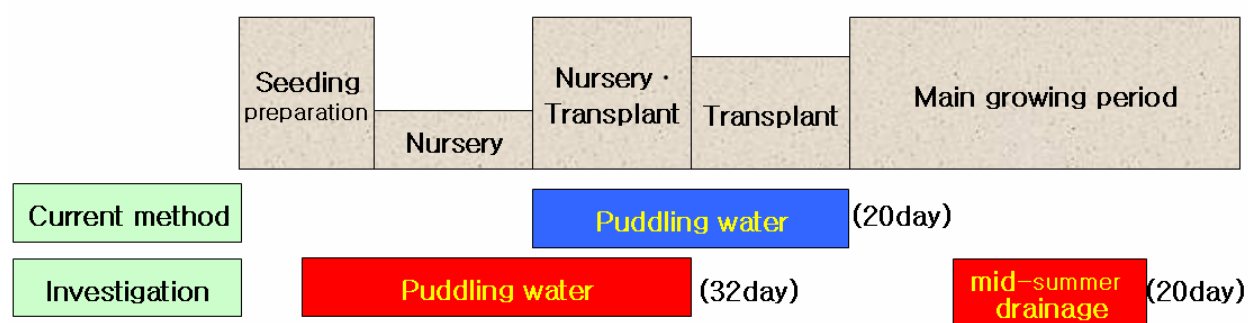 Seeding
preparation
Nursery
Nursery ·
Transplant
Transplant
Main growing period
Current method
Puddling water
(20day)
Investigation
Puddling water
(32day)
mid-summer
drainage
(20day)